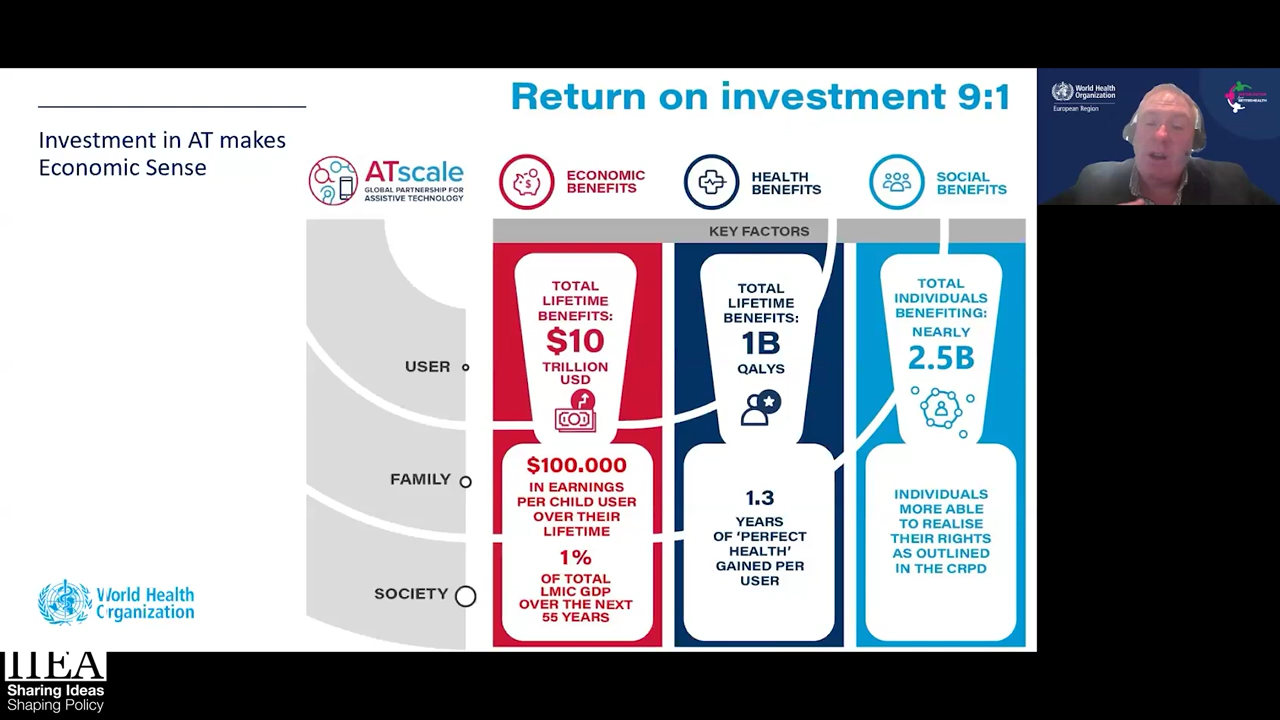 Return on investment 9:1
Investment in AT makes
Economic Sense
ATscale
GLOBAL PARTNERSHIP FOR
ASSISTIVE TECHNOLOGY
ECONOMIC
BENEFITS
HEALTH
BENEFITS
SOCIAL
BENEFITS
KEY FACTORS
USER
FAMILY
SOCIETY
TOTAL
LIFETIME
BENEFITS:
$10
TRILLION
USD
$100.000
IN EARNINGS
PER CHILD USER
OVER THEIR
LIFETIME
1%
OF TOTAL
LMIC GDP
OVER THE NEXT
55 YEARS
TOTAL
LIFETIME
BENEFITS:
1B
QALYS
1.3
YEARS
OF ‘PERFECT
HEALTH’
GAINED PER
USER
TOTAL
INDIVIDUALS
BENEFITING:
NEARLY
2.5B
INDIVIDUALS
MORE ABLE
TO REALISE
THEIR RIGHTS
AS OUTLINED
IN THE CRPD
World Health
Organization
World Health
Organization
European Region
IIEA
Sharing Ideas
Shaping Policy